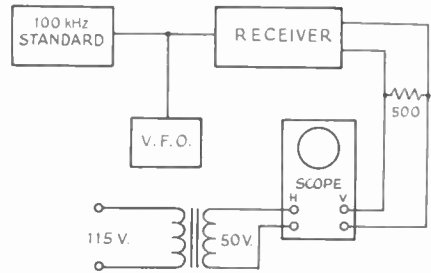 100 kHz
STANDARD
RECEIVER
V.F.O.
500
SCOPE
H V
115 V.
50V.